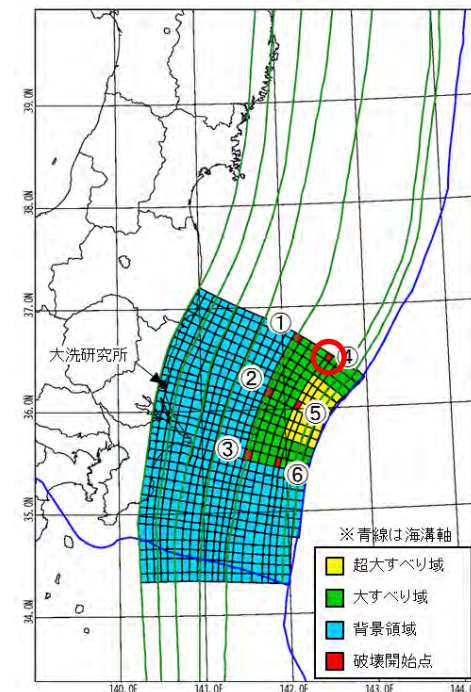 39.0N
38.0N
37.0N
①
④
大洗研究所
②
36.0N
⑤
③
⑥
35.0N
※青線は海溝軸
超大すべり域
大すべり域
背景領域
34.0N
破壊開始点
140.0E
141.0E
142.0E
143.0E
144.0